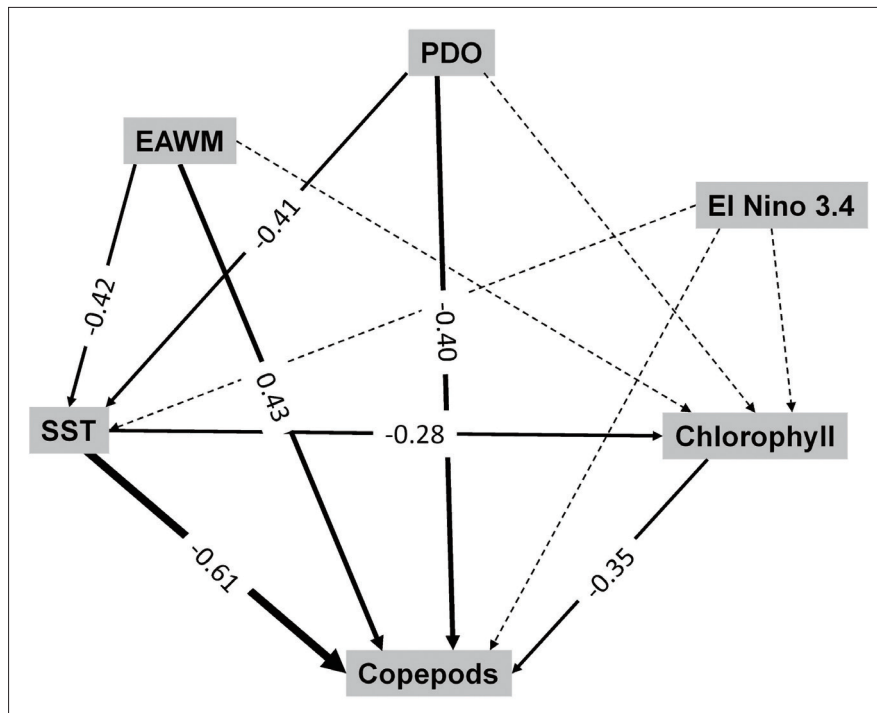 PDO
EAWM
El Nino 3.4
-0.41
-0.42
-0.40
0.43
SST
-0.28
Chlorophyll
-0.61
-0.35
Copepods